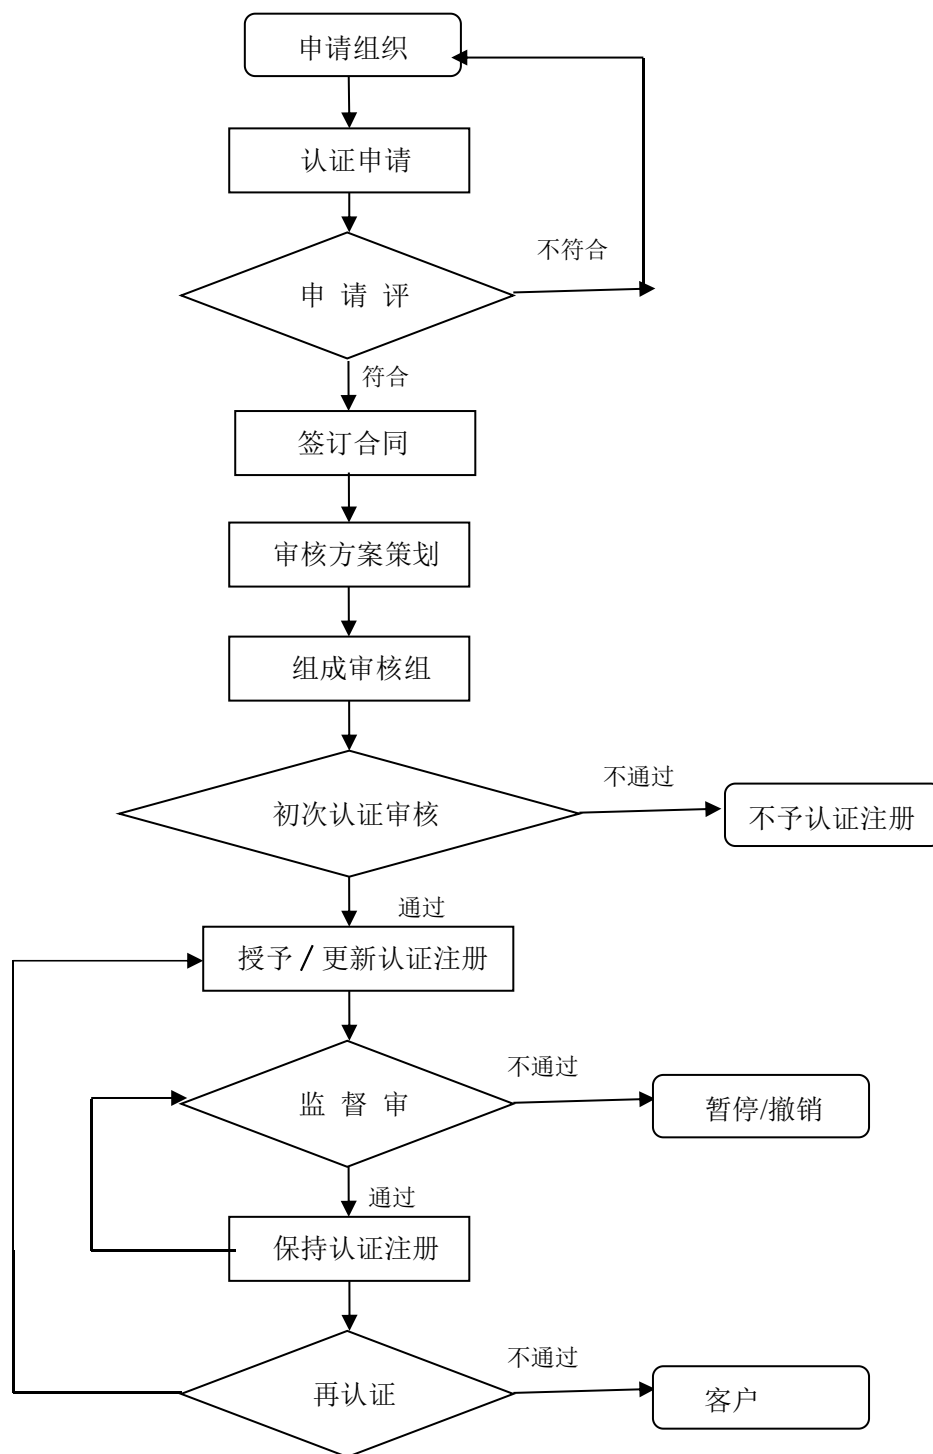 申请组织
认证申请
不符合
申 请 评
符合
签订合同
审核方案策划
组成审核组
不通过
初次认证审核
不予认证注册
通过
授予／更新认证注册
不通过
监 督 审
暂停/撤销
通过
保持认证注册
不通过
再认证
客户